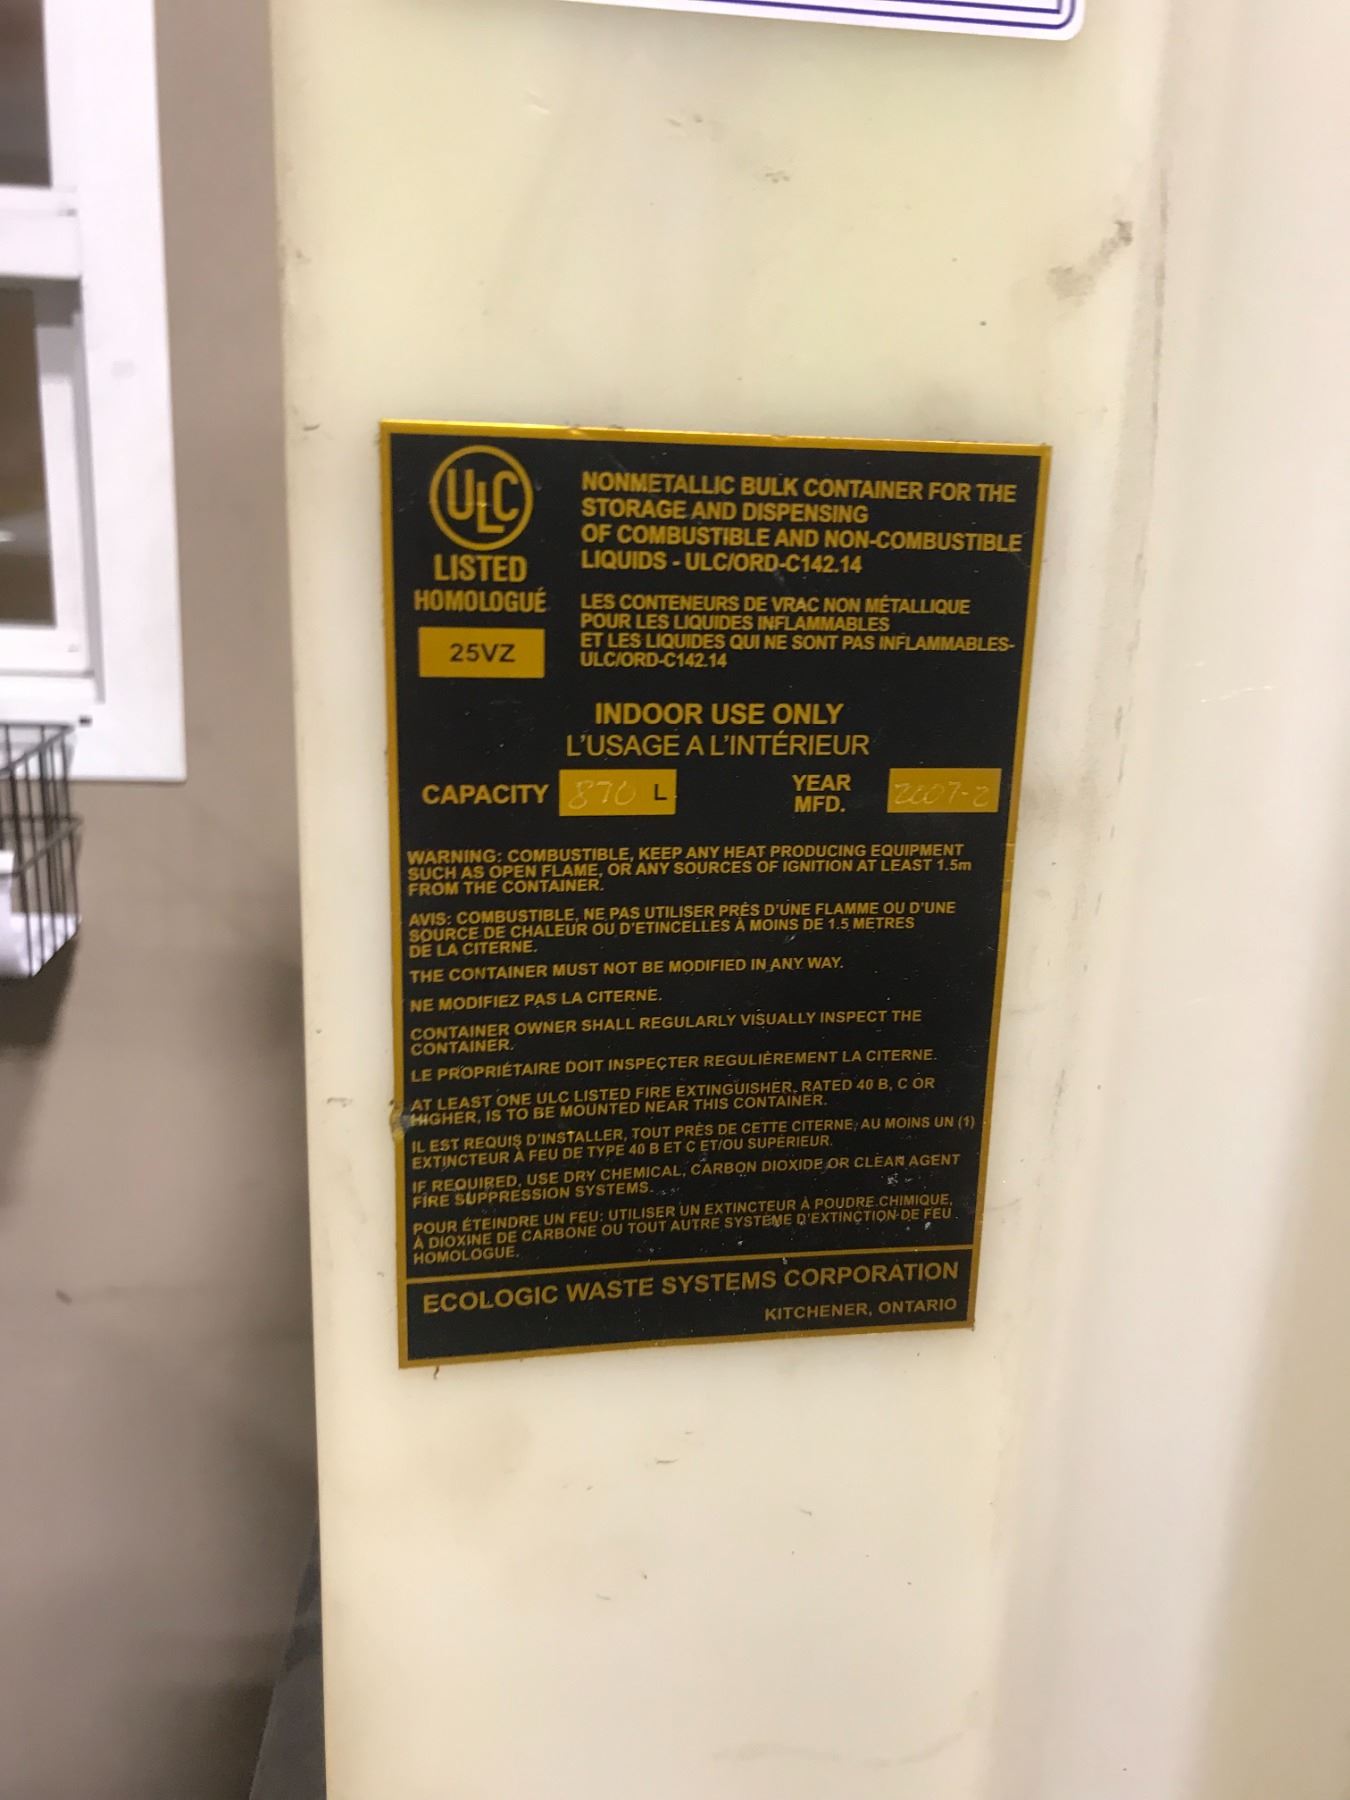 ULC
LISTED
HOMOLOGUÉ
25VZ
NONMETALLIC BULK CONTAINER FOR THE
STORAGE AND DISPENSING
OF COMBUSTIBLE AND NON-COMBUSTIBLE
LIQUIDS - ULC/ORD-C142.14
LES CONTENEURS DE VRAC NON MÉTALLIQUE
POUR LES LIQUIDES INFLAMMABLES
ET LES LIQUIDES QUI NE SONT PAS INFLAMMABLES-
ULC/ORD-C142.14
INDOOR USE ONLY
L'USAGE A L'INTÉRIEUR
CAPACITY 870 L YEAR MFD. 2007-2
WARNING: COMBUSTIBLE, KEEP ANY HEAT PRODUCING EQUIPMENT
SUCH AS OPEN FLAME, OR ANY SOURCES OF IGNITION AT LEAST 1.5m
FROM THE CONTAINER.
AVIS: COMBUSTIBLE, NE PAS UTILISER PRÉS D'UNE FLAMME OU D'UNE
SOURCE DE CHALEUR OU D'ETINCELLES À MOINS DE 1.5 METRES
DE LA CITERNE.
THE CONTAINER MUST NOT BE MODIFIED IN ANY WAY.
NE MODIFIEZ PAS LA CITERNE.
CONTAINER OWNER SHALL REGULARLY VISUALLY INSPECT THE
CONTAINER.
LE PROPRIÉTAIRE DOIT INSPECTER REGULIÈREMENT LA CITERNE.
AT LEAST ONE ULC LISTED FIRE EXTINGUISHER, RATED 40 B, C OR
HIGHER, IS TO BE MOUNTED NEAR THIS CONTAINER.
IL EST REQUIS D'INSTALLER, TOUT PRÈS DE CETTE CITERNE, AU MOINS UN (1)
EXTINCTEUR À FEU DE TYPE 40 B ET C ET/OU SUPÉRIEUR.
IF REQUIRED, USE DRY CHEMICAL, CARBON DIOXIDE OR CLEAN AGENT
FIRE SUPPRESSION SYSTEMS.
POUR ÉTEINDRE UN FEU: UTILISER UN EXTINCTEUR À POUDRE CHIMIQUE,
À DIOXINE DE CARBONE OU TOUT AUTRE SYSTÈME D'EXTINCTION DE FEU
HOMOLOGUE.
ECOLOGIC WASTE SYSTEMS CORPORATION
KITCHENER, ONTARIO